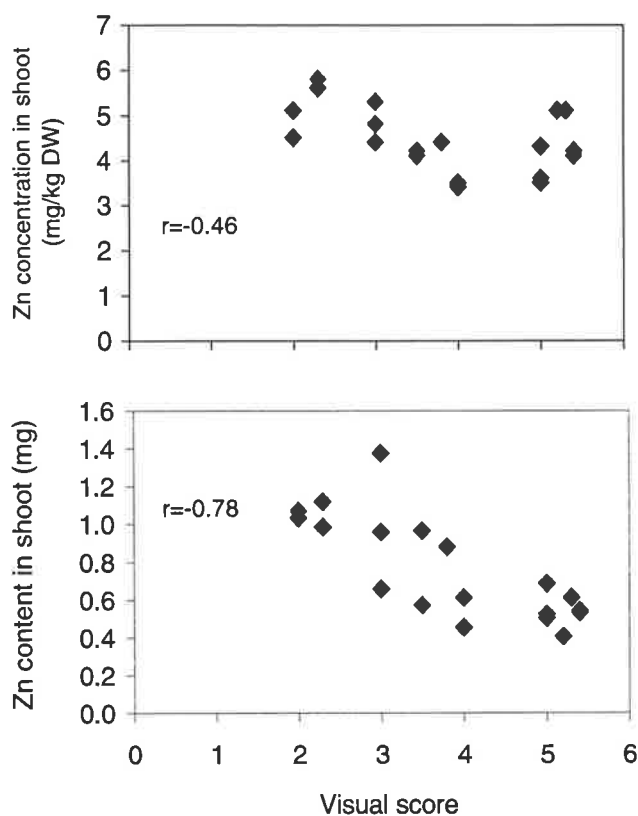 Zn concentration in shoot
(mg/kg DW)
7
6
5
4
3
2
1
0
r=-0.46
Zn content in shoot (mg)
1.6
1.4
1.2
1.0
0.8
0.6
0.4
0.2
0.0
r=-0.78
0 1 2 3 4 5 6
Visual score